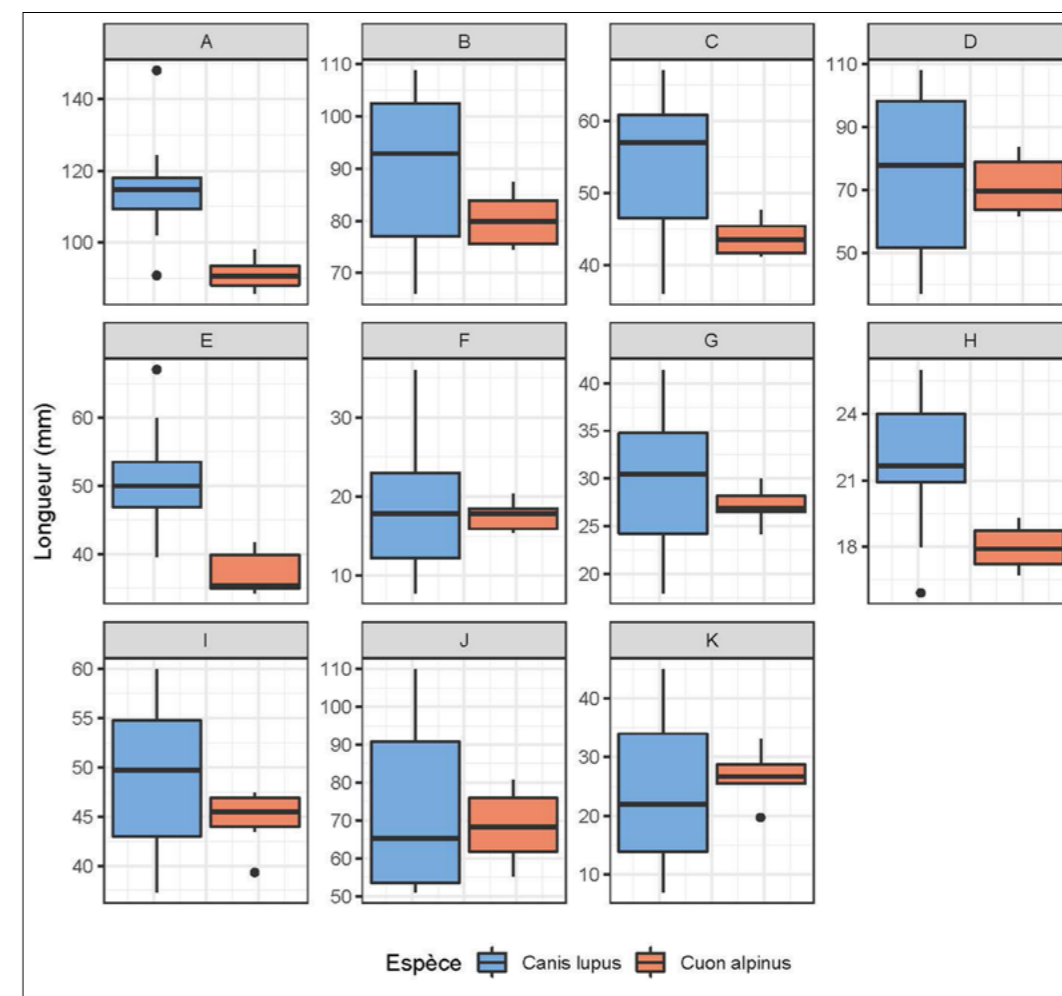 A B C D
140 120 100
110 100 90 80 70
60 50 40
110 90 70 50
Longueur (mm)
E F G H
60 50 40
30 20 10
40 35 30 25 20
24 21 18
I J K
60 55 50 45 40
110 100 90 80 70 60 50
40 30 20 10
Espèce Canis lupus Cuon alpinus